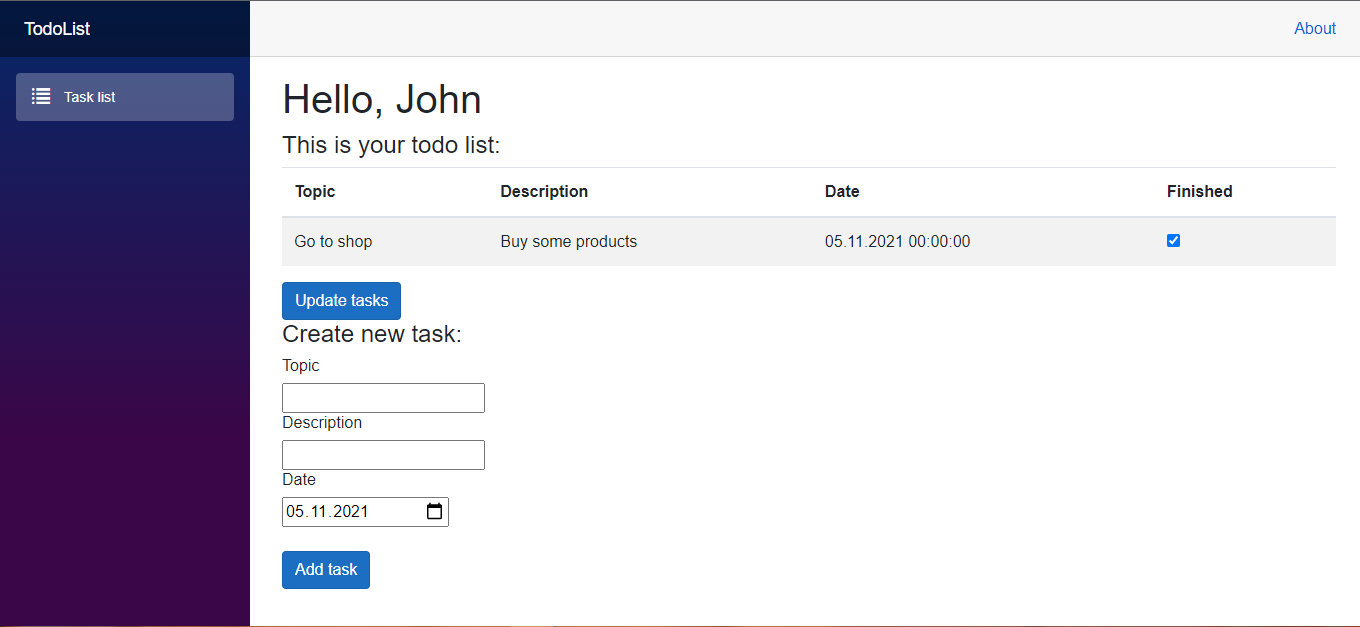 TodoList
About
Task list
Hello, John
This is your todo list:
Topic Description Date Finished
Go to shop Buy some products 05.11.2021 00:00:00
Update tasks
Create new task:
Topic
Description
Date
05.11.2021
Add task